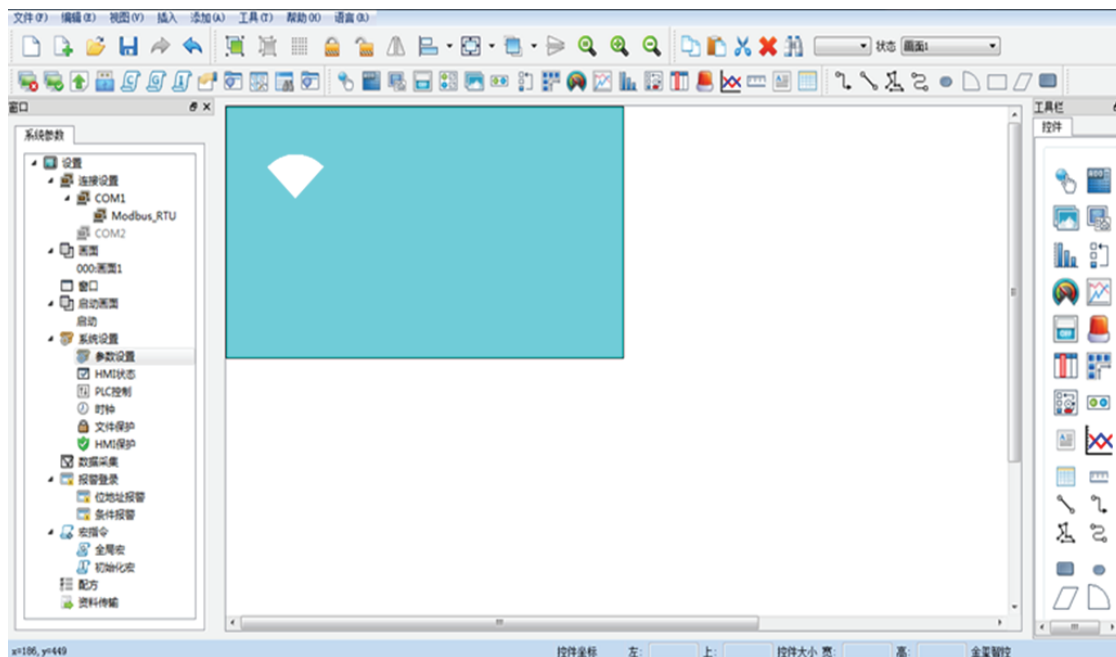 文件(F) 编辑(E) 视图(V) 插入 添加(A) 工具(T) 帮助(H) 语言(R)
状态 画面1
窗口
工具栏
系统参数
控件
设置
连接设置
COM1
Modbus_RTU
COM2
画面
000:画面1
窗口
启动画面
启动
系统设置
参数设置
HMI状态
PLC控制
时钟
文件保护
HMI保护
数据采集
报警登录
位地址报警
条件报警
宏指令
全局宏
初始化宏
配方
资料传输
x=186, y=449 控件坐标 左: 上: 控件大小 宽: 高: 金玺智控